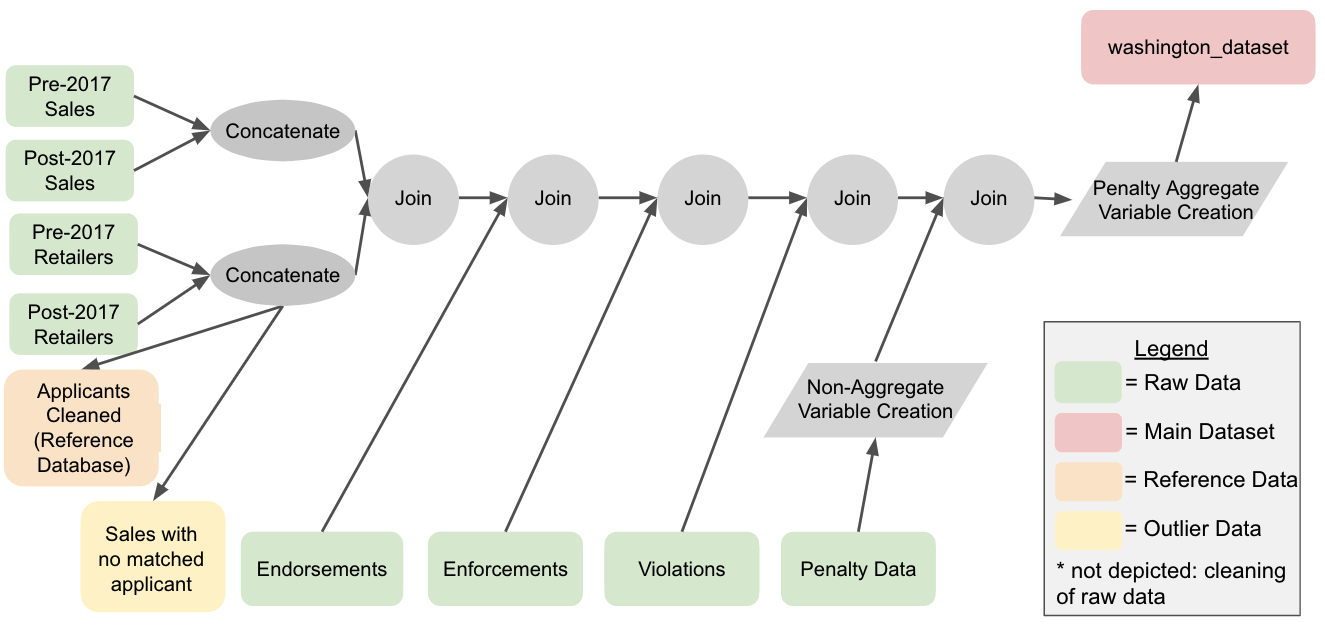 washington_dataset
Pre-2017
Sales
Concatenate
Post-2017
Sales
Join
Join
Join
Join
Join
Penalty Aggregate
Variable Creation
Pre-2017
Retailers
Concatenate
Post-2017
Retailers
Applicants
Cleaned
(Reference
Database)
Non-Aggregate
Variable Creation
Sales with
no matched
applicant
Endorsements
Enforcements
Violations
Penalty Data
Legend
= Raw Data
= Main Dataset
= Reference Data
= Outlier Data
* not depicted: cleaning
of raw data